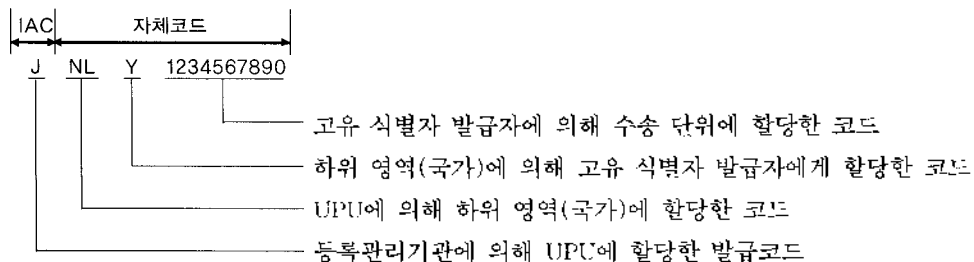 IAC 자체코드
J NL Y 1234567890
고유 식별자 발급자에 의해 수송 단위에 할당한 코드
하위 영역(국가)에 의해 고유 식별자 발급자에게 할당한 코드
UPU에 의해 하위 영역(국가)에 할당한 코드
등록관리기관에 의해 UPU에 할당한 발급코드